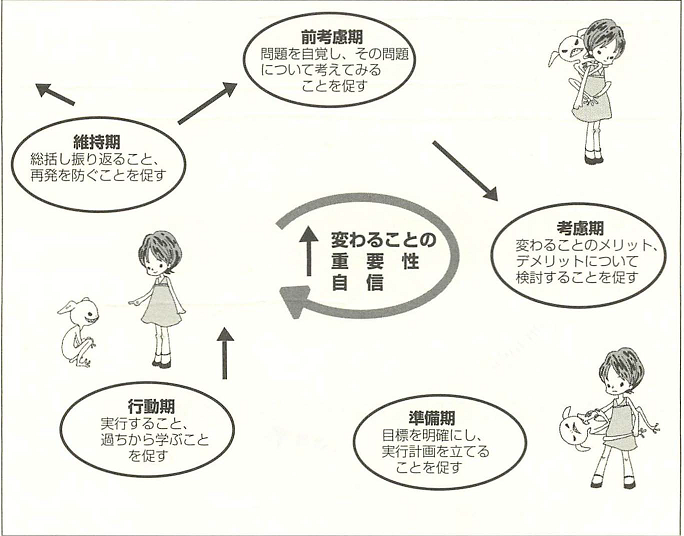 前考慮期
問題を自覚し、その問題
について考えてみる
ことを促す
維持期
総括し振り返ること、
再発を防ぐことを促す
変わることの
重要性
自信
考慮期
変わることのメリット、
デメリットについて
検討することを促す
行動期
実行すること、
過ちから学ぶこと
を促す
準備期
目標を明確にし、
実行計画を立てる
ことを促す